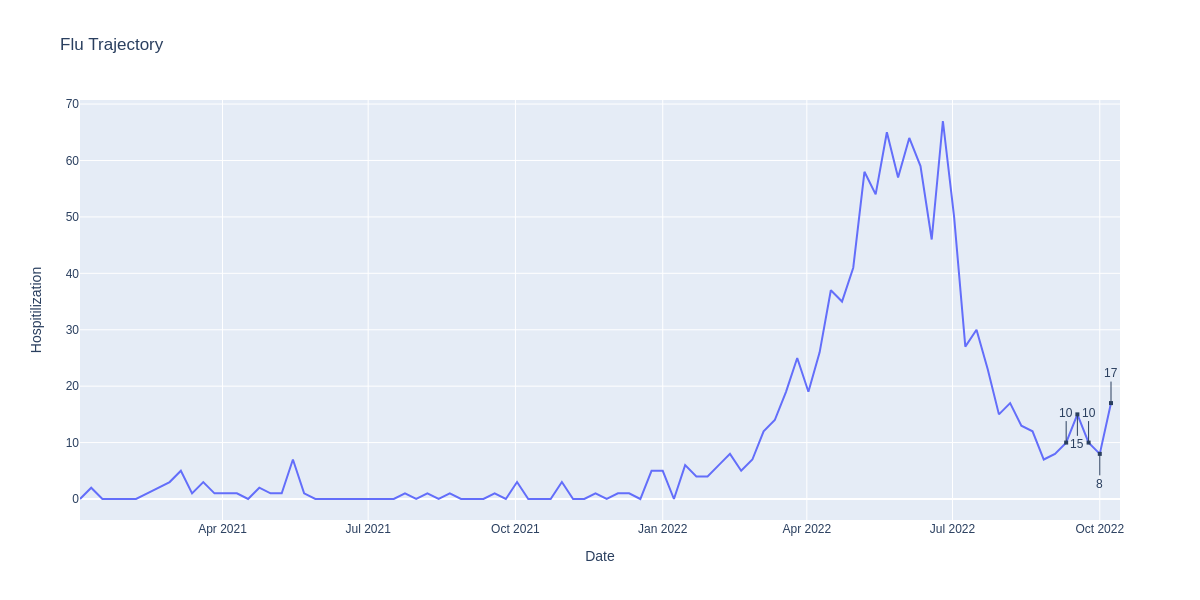 Flu Trajectory
70
60
50
40
30
20
10
0
Hospitilization
17
10
10
15
8
Apr 2021
Jul 2021
Oct 2021
Jan 2022
Apr 2022
Jul 2022
Oct 2022
Date